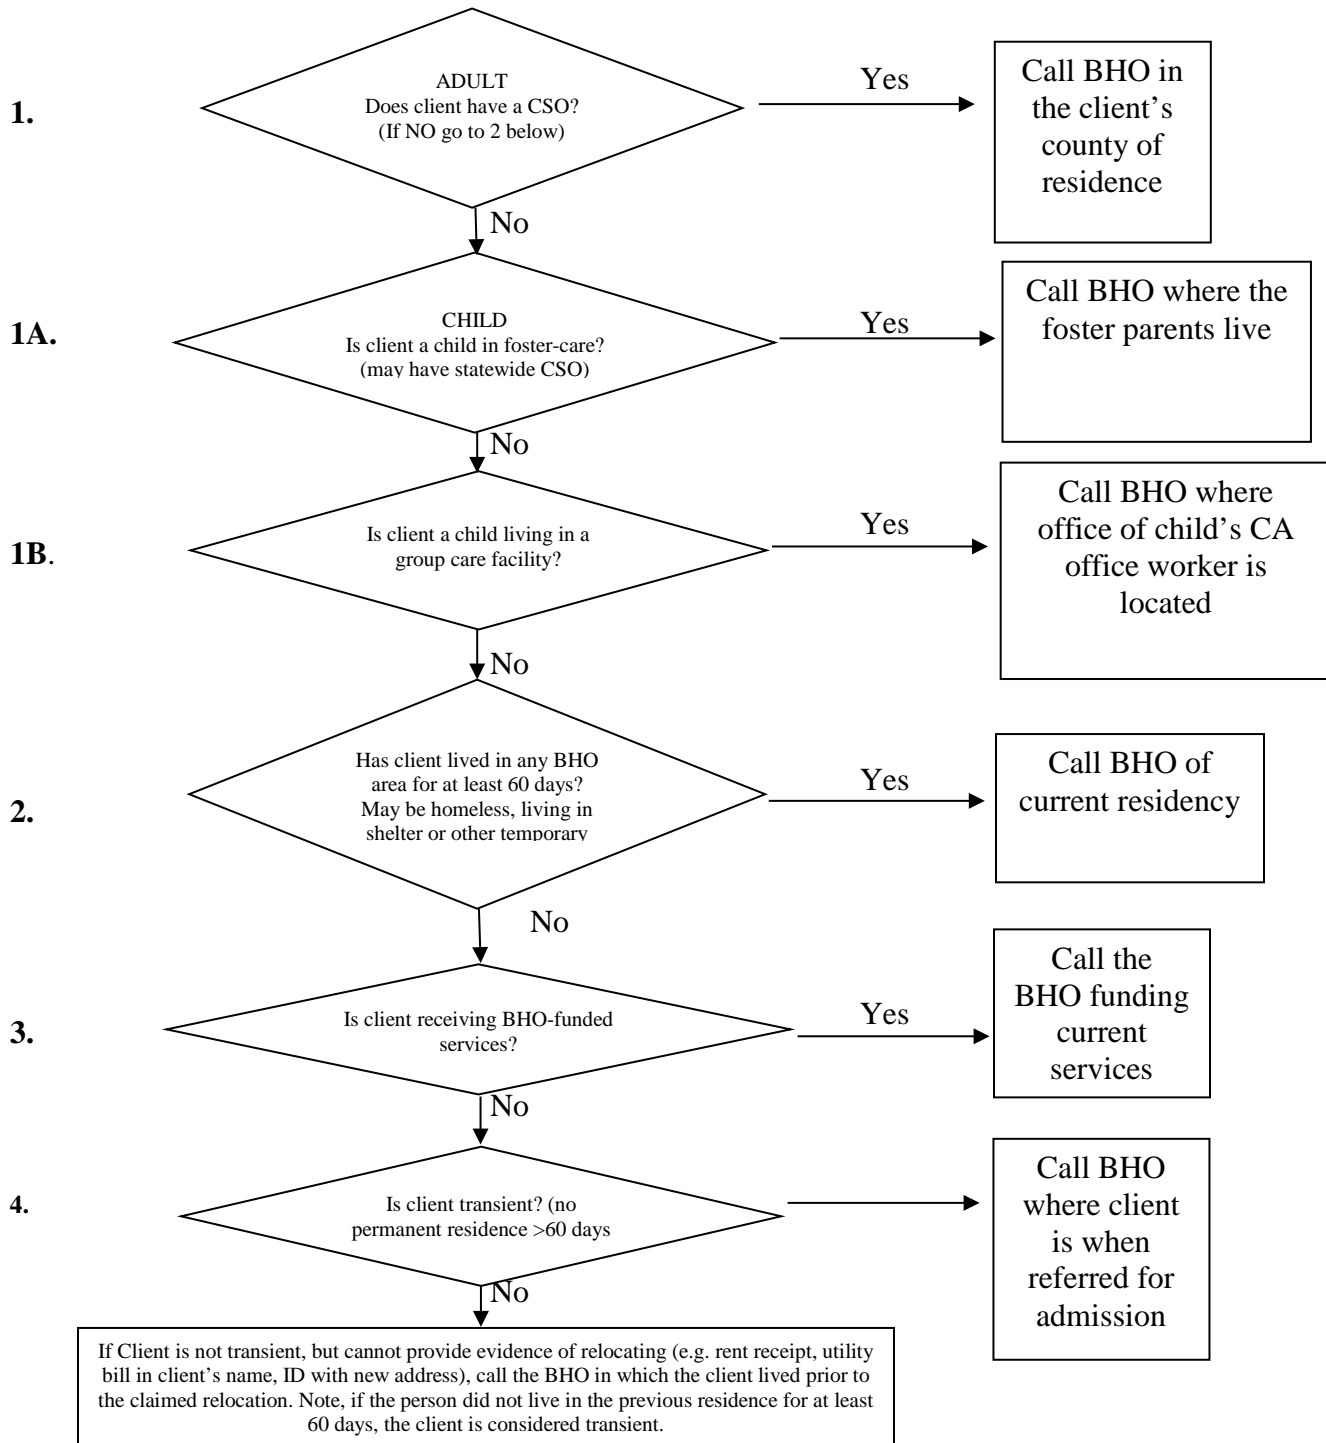 1.
ADULT
Does client have a CSO?
(If NO go to 2 below)
Yes
Call BHO in
the client’s
county of
residence
No
1A.
CHILD
Is client a child in foster-care?
(may have statewide CSO)
Yes
Call BHO where the
foster parents live
No
1B.
Is client a child living in a
group care facility?
Yes
Call BHO where
office of child’s CA
office worker is
located
No
2.
Has client lived in any BHO
area for at least 60 days?
May be homeless, living in
shelter or other temporary
Yes
Call BHO of
current residency
No
3.
Is client receiving BHO-funded
services?
Yes
Call the
BHO funding
current
services
No
4.
Is client transient? (no
permanent residence >60 days
Call BHO
where client
is when
referred for
admission
No
If Client is not transient, but cannot provide evidence of relocating (e.g. rent receipt, utility
bill in client’s name, ID with new address), call the BHO in which the client lived prior to
the claimed relocation. Note, if the person did not live in the previous residence for at least
60 days, the client is considered transient.